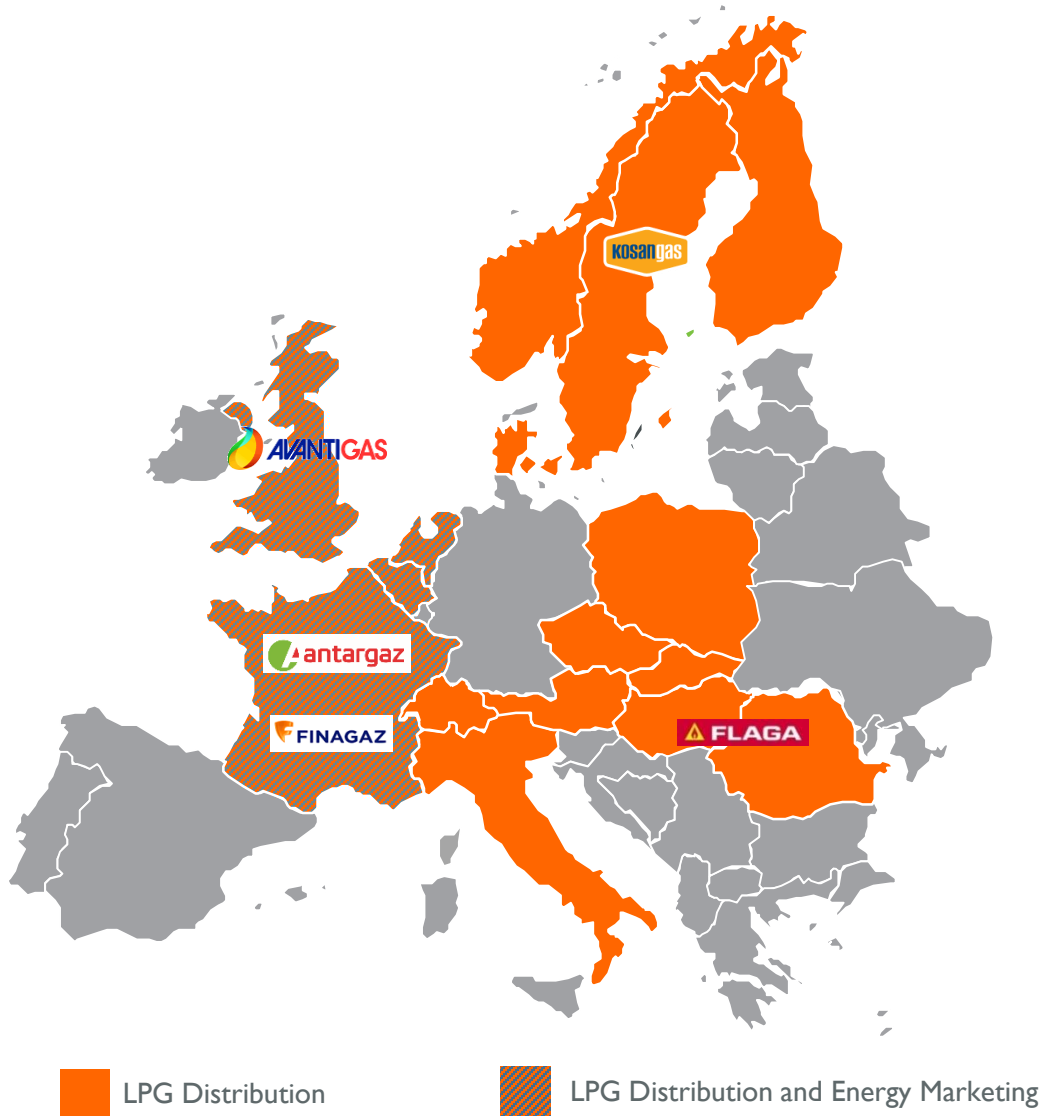 kosangas
AVANTIGAS
antargaz
FINAGAZ
FLAGA
LPG Distribution
LPG Distribution and Energy Marketing